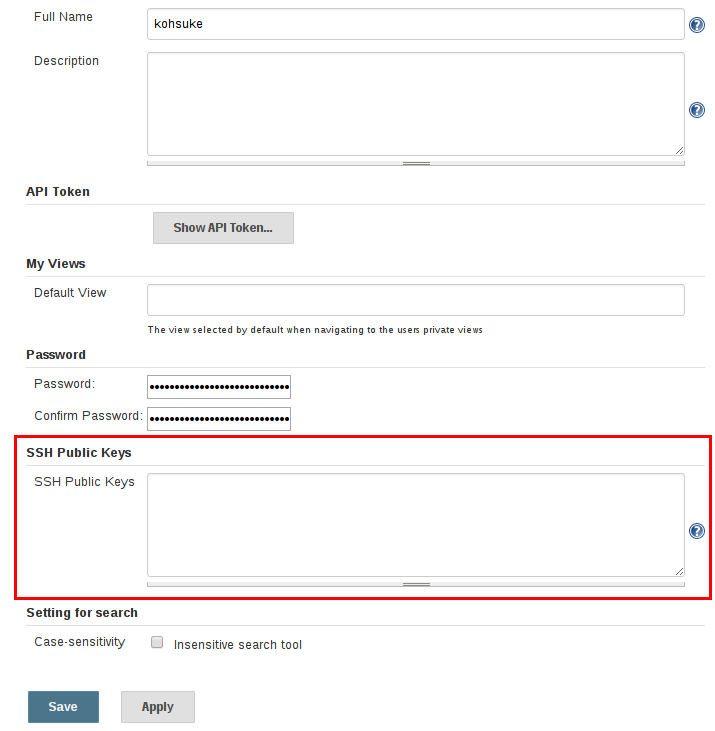 Full Name
kohsuke
?
Description
?
API Token
Show API Token...
My Views
Default View
The view selected by default when navigating to the users private views
Password
Password:
••••••••••••••••••••••••••••
Confirm Password:
••••••••••••••••••••••••••••
SSH Public Keys
SSH Public Keys
?
Setting for search
Case-sensitivity
Insensitive search tool
Save
Apply